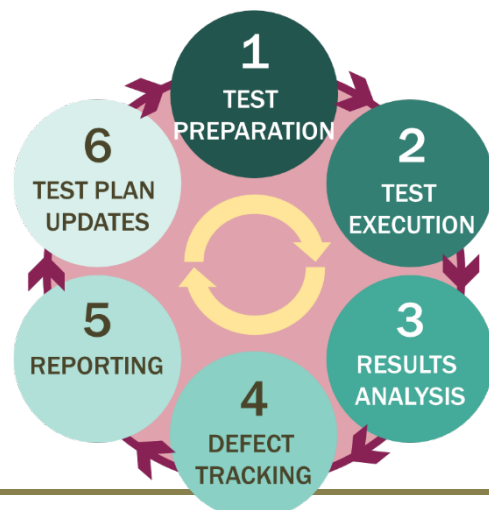 1
TEST
PREPARATION
2
TEST
EXECUTION
3
RESULTS
ANALYSIS
4
DEFECT
TRACKING
5
REPORTING
6
TEST PLAN
UPDATES